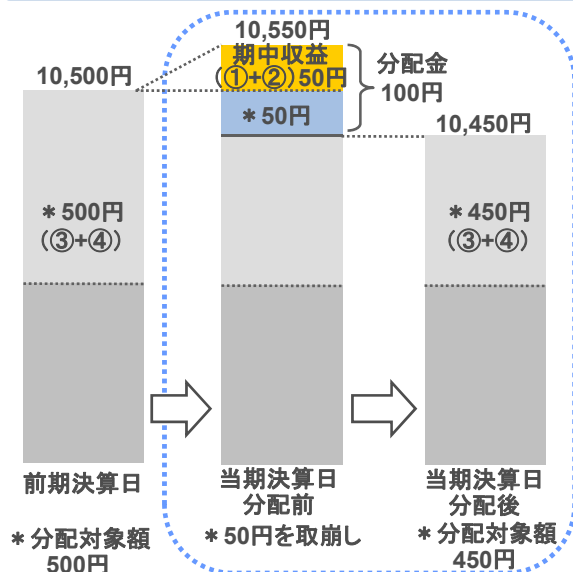 10,550円
期中収益
(①+②)50円
分配金
100円
10,500円
＊50円
10,450円
＊500円
(③+④)
＊450円
(③+④)
前期決算日
当期決算日
分配前
当期決算日
分配後
＊分配対象額
500円
＊50円を取崩し
＊分配対象額
450円